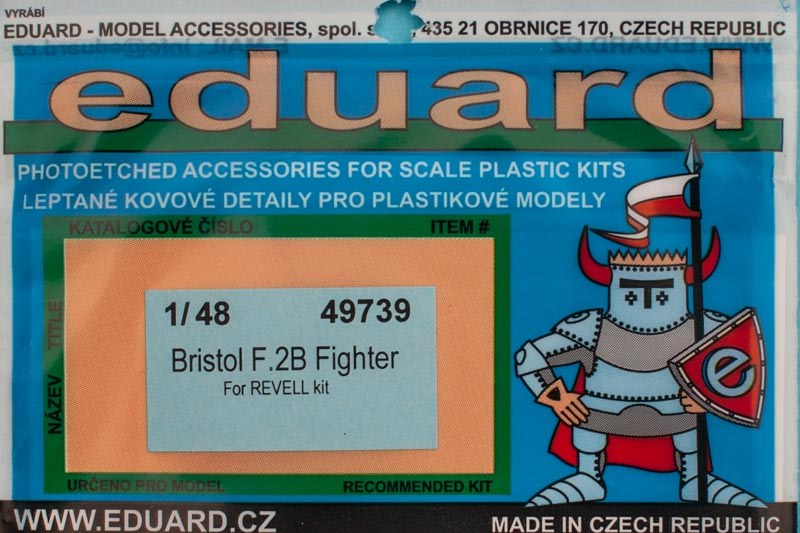 VYRÁBÍ
EDUARD - MODEL ACCESSORIES, spol. s 435 21 OBRNICE 170, CZECH REPUBLIC
eduard
PHOTOETCHED ACCESSORIES FOR SCALE PLASTIC KITS
LEPTANÉ KOVOVÉ DETAILY PRO PLASTIKOVÉ MODELY
KATALOGOVÉ ČÍSLO ITEM #
NÁZEV TITLE
1/48 49739
Bristol F.2B Fighter
For REVELL kit
e
URČENO PRO MODEL RECOMMENDED KIT
WWW.EDUARD.CZ MADE IN CZECH REPUBLIC